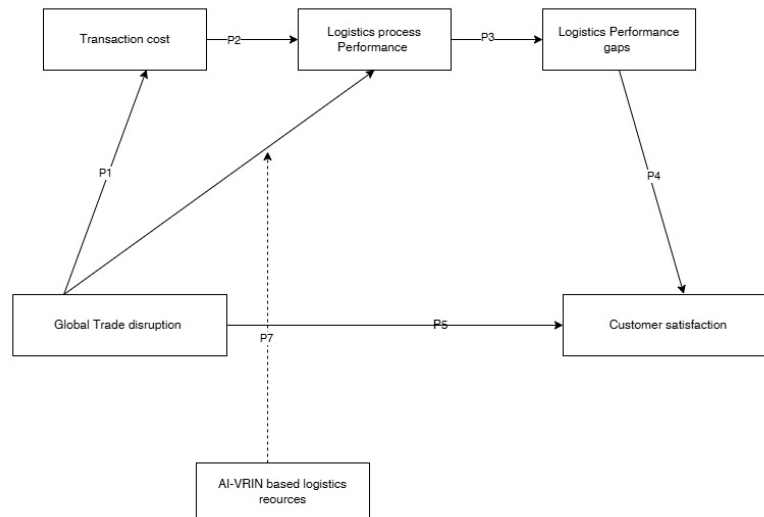 Transaction cost
P2
Logistics process
Performance
P3
Logistics Performance
gaps
P1
P4
Global Trade disruption
P5
Customer satisfaction
P7
AI-VRIN based logistics
reources